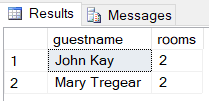 Results Messages
guestname rooms
1 John Kay 2
2 Mary Tregear 2